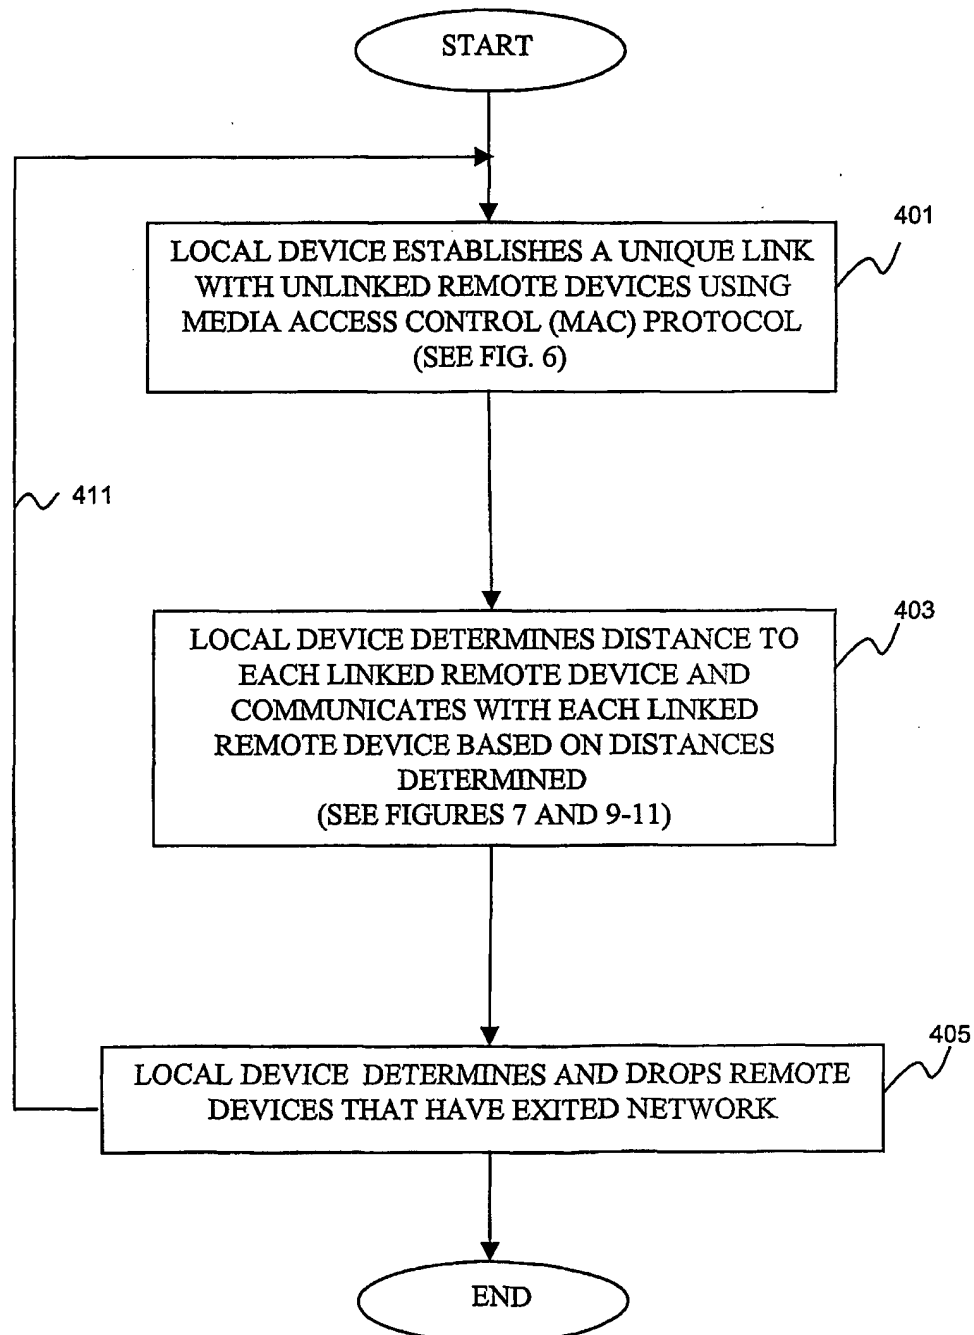 START
401
LOCAL DEVICE ESTABLISHES A UNIQUE LINK
WITH UNLINKED REMOTE DEVICES USING
MEDIA ACCESS CONTROL (MAC) PROTOCOL
(SEE FIG. 6)
411
403
LOCAL DEVICE DETERMINES DISTANCE TO
EACH LINKED REMOTE DEVICE AND
COMMUNICATES WITH EACH LINKED
REMOTE DEVICE BASED ON DISTANCES
DETERMINED
(SEE FIGURES 7 AND 9-11)
405
LOCAL DEVICE DETERMINES AND DROPS REMOTE
DEVICES THAT HAVE EXITED NETWORK
END